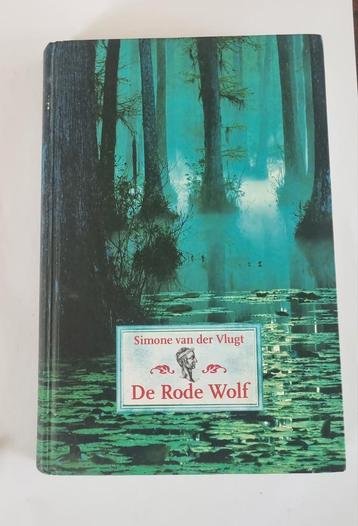 Simone van der Vlugt
De Rode Wolf